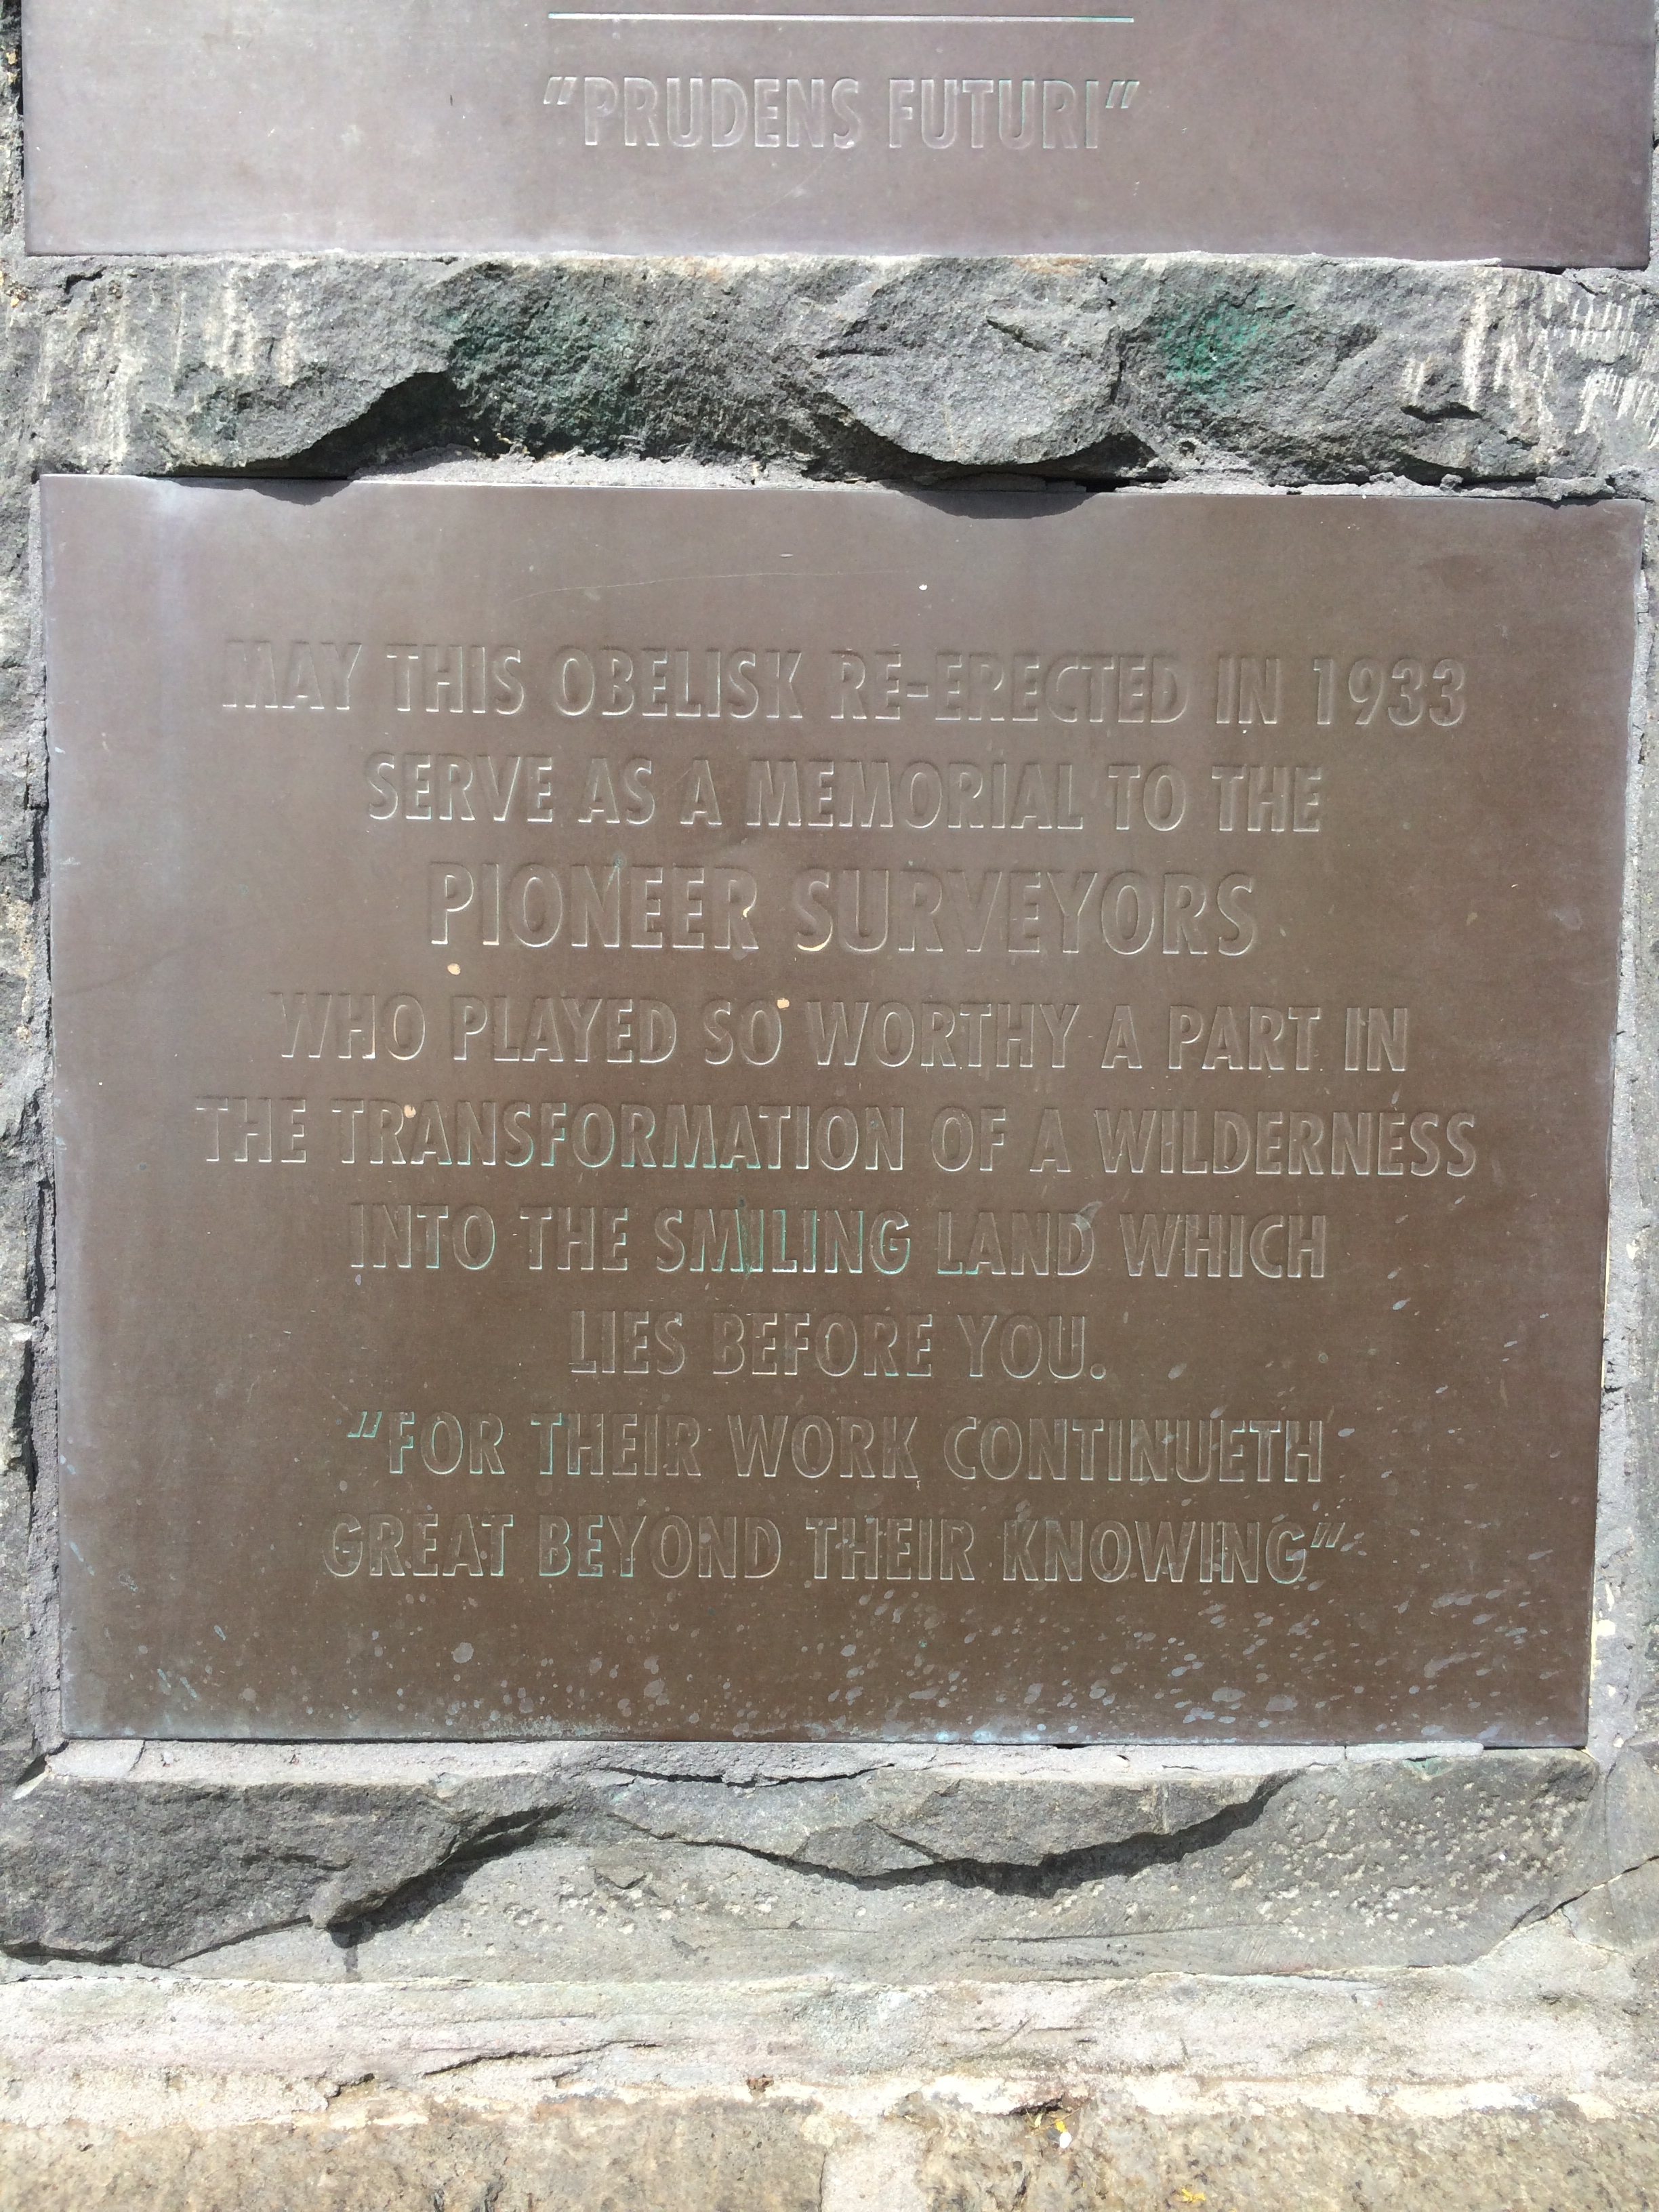 "PRUDENS FUTURI"
MAY THIS OBELISK RE-ERECTED IN 1933
SERVE AS A MEMORIAL TO THE
PIONEER SURVEYORS
WHO PLAYED SO WORTHY A PART IN
THE TRANSFORMATION OF A WILDERNESS
INTO THE SMILING LAND WHICH
LIES BEFORE YOU.
"FOR THEIR WORK CONTINUETH
GREAT BEYOND THEIR KNOWING"